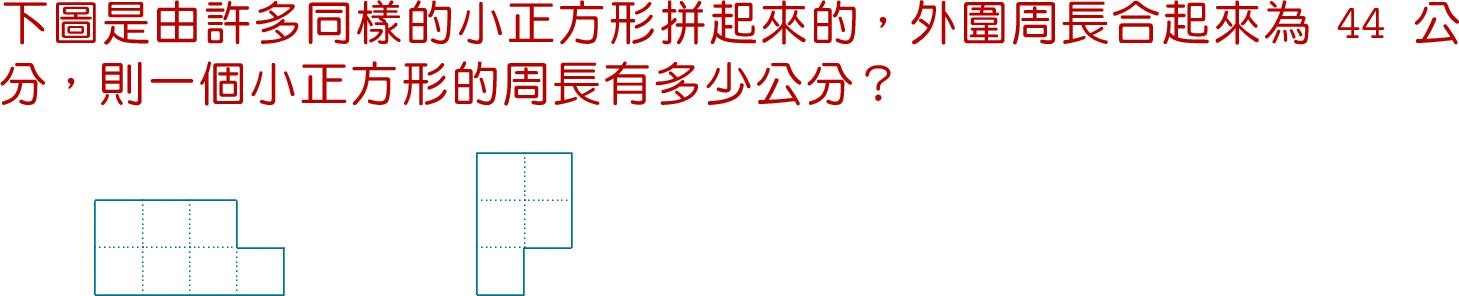 下圖是由許多同樣的小正方形拼起來的，外圍周長合起來為 44 公
分，則一個小正方形的周長有多少公分？